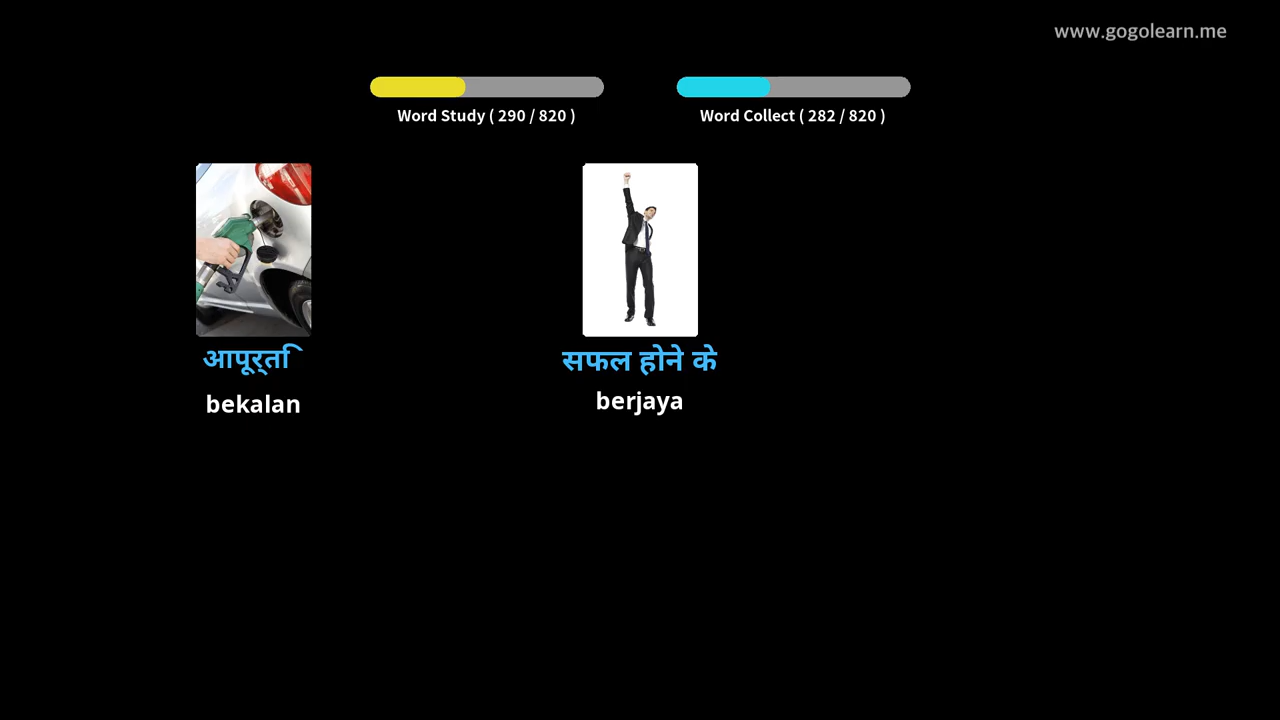 www.gogolearn.me
Word Study ( 290 / 820 )
Word Collect ( 282 / 820 )
आपूर्ति
bekalan
सफल होने के
berjaya